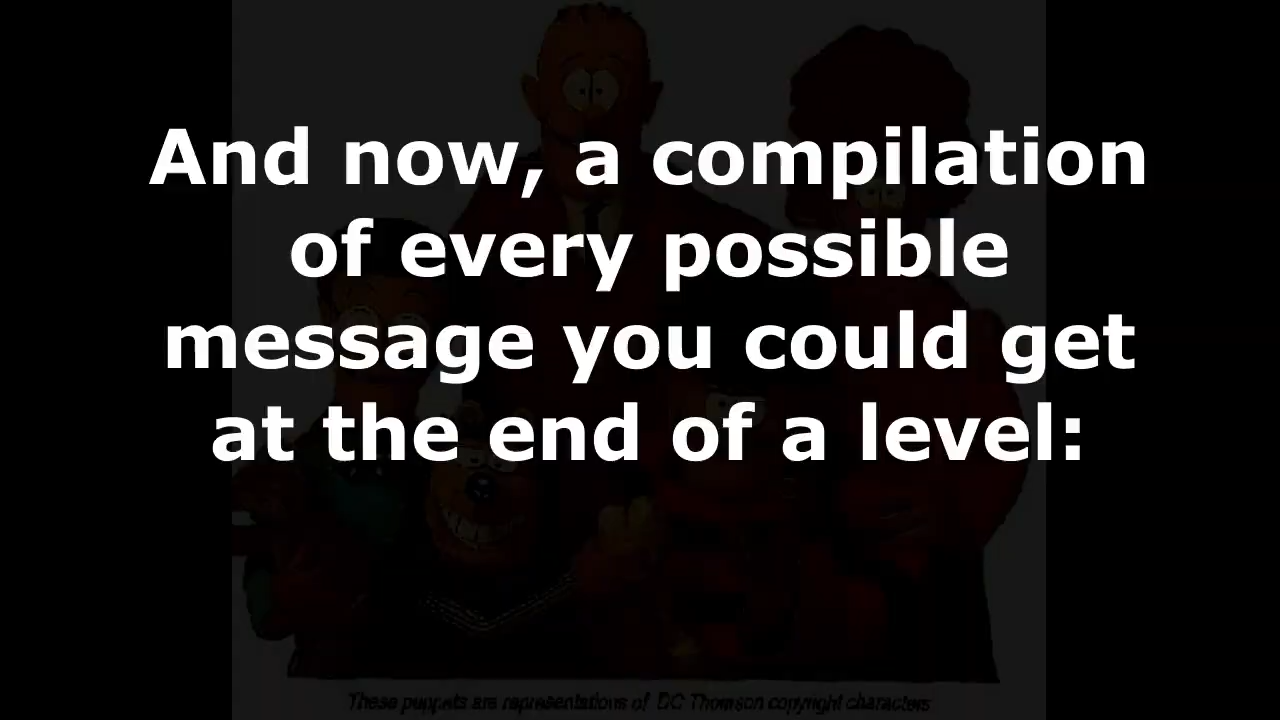 And now, a compilation
of every possible
message you could get
at the end of a level:
These puppets are representations of DC Thomson copyright characters